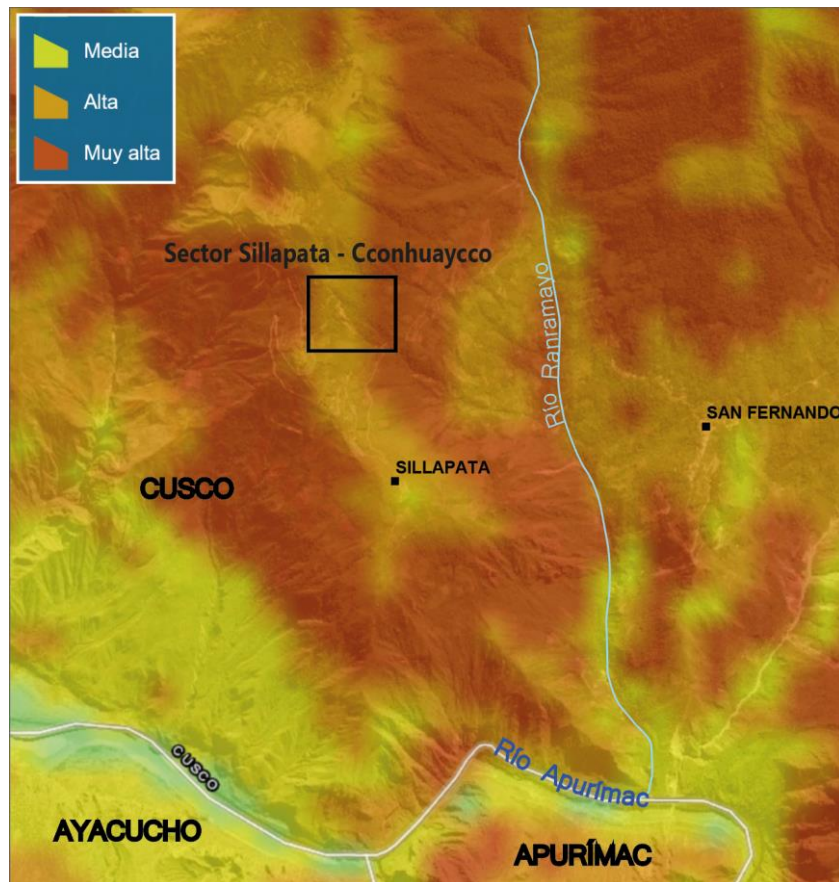 Media
Alta
Muy alta
Sector Sillapata - Cconhuaycco
Río Ranramayo
SAN FERNANDO
SILLAPATA
CUSCO
CUSCO
Río Apurímac
AYACUCHO
APURÍMAC